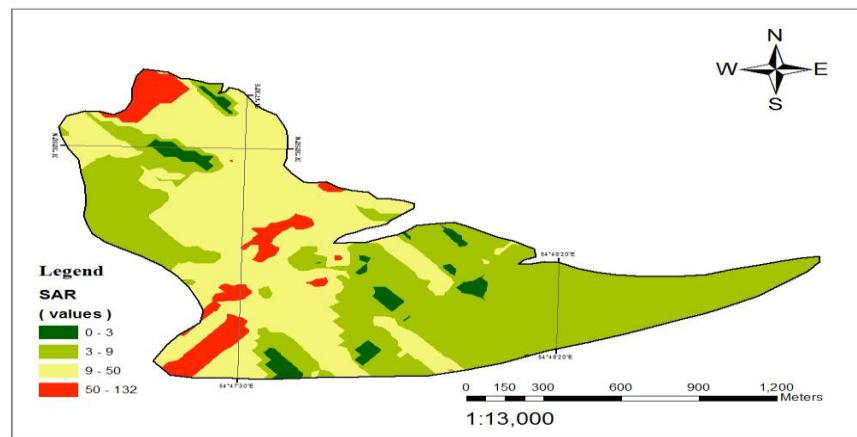 N
W E
S
54°48'20"E
Legend
SAR
( values )
0 - 3
3 - 9
9 - 50
50 - 132
54°48'20"E
54°47'30"E
0 150 300 600 900 1,200
Meters
1:13,000